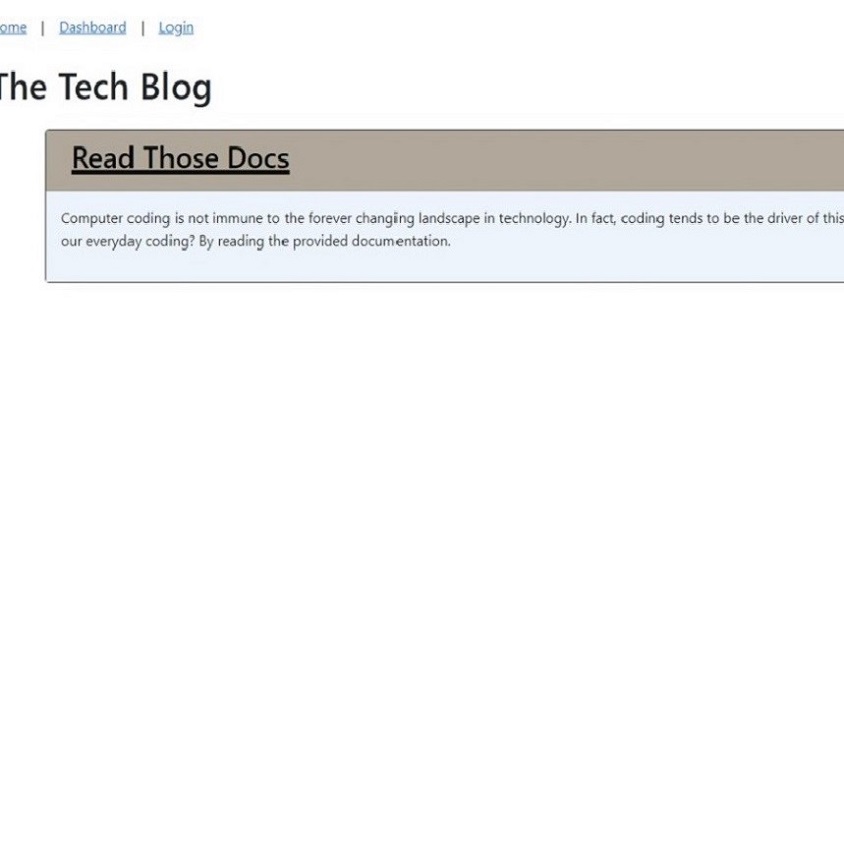 ome | Dashboard | Login
The Tech Blog
Read Those Docs
Computer coding is not immune to the forever changing landscape in technology. In fact, coding tends to be the driver of this
our everyday coding? By reading the provided documentation.